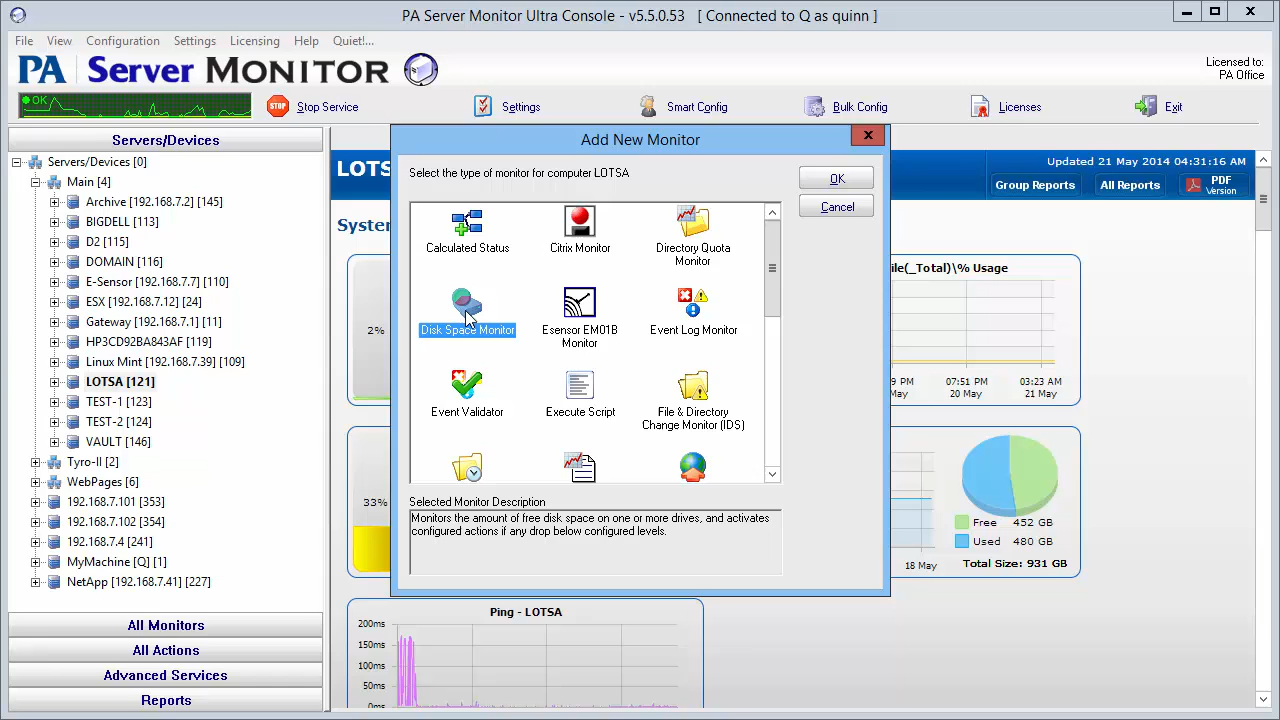 PA Server Monitor Ultra Console - v5.5.0.53 [ Connected to Q as quinn ]
File View Configuration Settings Licensing Help Quiet!...
PA Server MONITOR
Licensed to:
PA Office
OK
STOP Stop Service Settings Smart Config Bulk Config Licenses Exit
Servers/Devices
Servers/Devices [0]
Main [4]
Archive [192.168.7.2] [145]
BIGDELL [113]
D2 [115]
DOMAIN [116]
E-Sensor [192.168.7.7] [110]
ESX [192.168.7.12] [24]
Gateway [192.168.7.1] [11]
HP3CD92BA843AF [119]
Linux Mint [192.168.7.39] [109]
LOTSA [121]
TEST-1 [123]
TEST-2 [124]
VAULT [146]
Tyro-II [2]
WebPages [6]
192.168.7.101 [353]
192.168.7.102 [354]
192.168.7.4 [241]
MyMachine [Q] [1]
NetApp [192.168.7.41] [227]
All Monitors
All Actions
Advanced Services
Reports
LOTS
Updated 21 May 2014 04:31:16 AM
Group Reports All Reports PDF Version
Syster
2%
33%
Add New Monitor
Select the type of monitor for computer LOTSA
OK
Cancel
Calculated Status
Citrix Monitor
Directory Quota
Monitor
Disk Space Monitor
Esensor EM01B
Monitor
Event Log Monitor
Event Validator
Execute Script
File & Directory
Change Monitor (IDS)
Selected Monitor Description
Monitors the amount of free disk space on one or more drives, and activates
configured actions if any drop below configured levels.
ile(_Total)\% Usage
9 PM 07:51 PM 03:23 AM
May 20 May 21 May
Free 452 GB
Used 480 GB
18 May Total Size: 931 GB
Ping - LOTSA
200ms
150ms
100ms
50ms